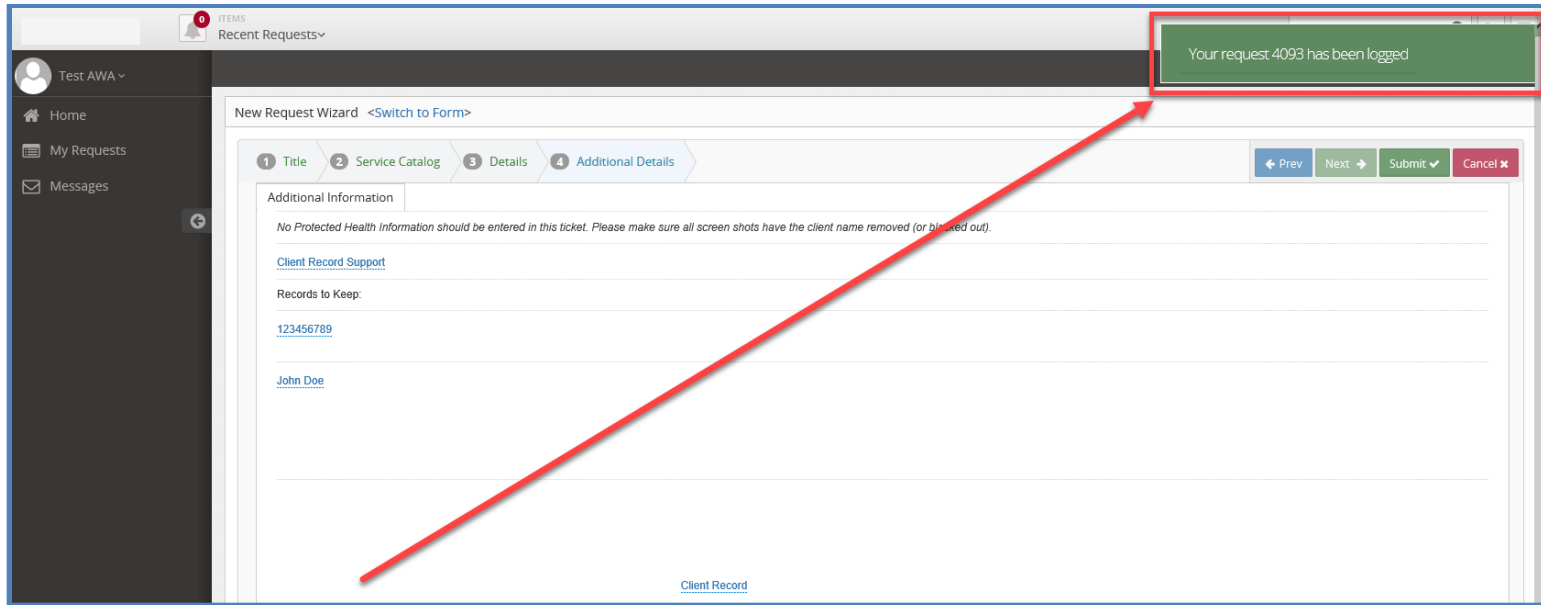 0
ITEMS
Recent Requests
Your request 4093 has been logged
Test AWA
Home
My Requests
Messages
New Request Wizard <Switch to Form>
1 Title 2 Service Catalog 3 Details 4 Additional Details
Prev Next Submit Cancel
Additional Information
No Protected Health Information should be entered in this ticket. Please make sure all screen shots have the client name removed (or blacked out).
Client Record Support
Records to Keep:
123456789
John Doe
Client Record